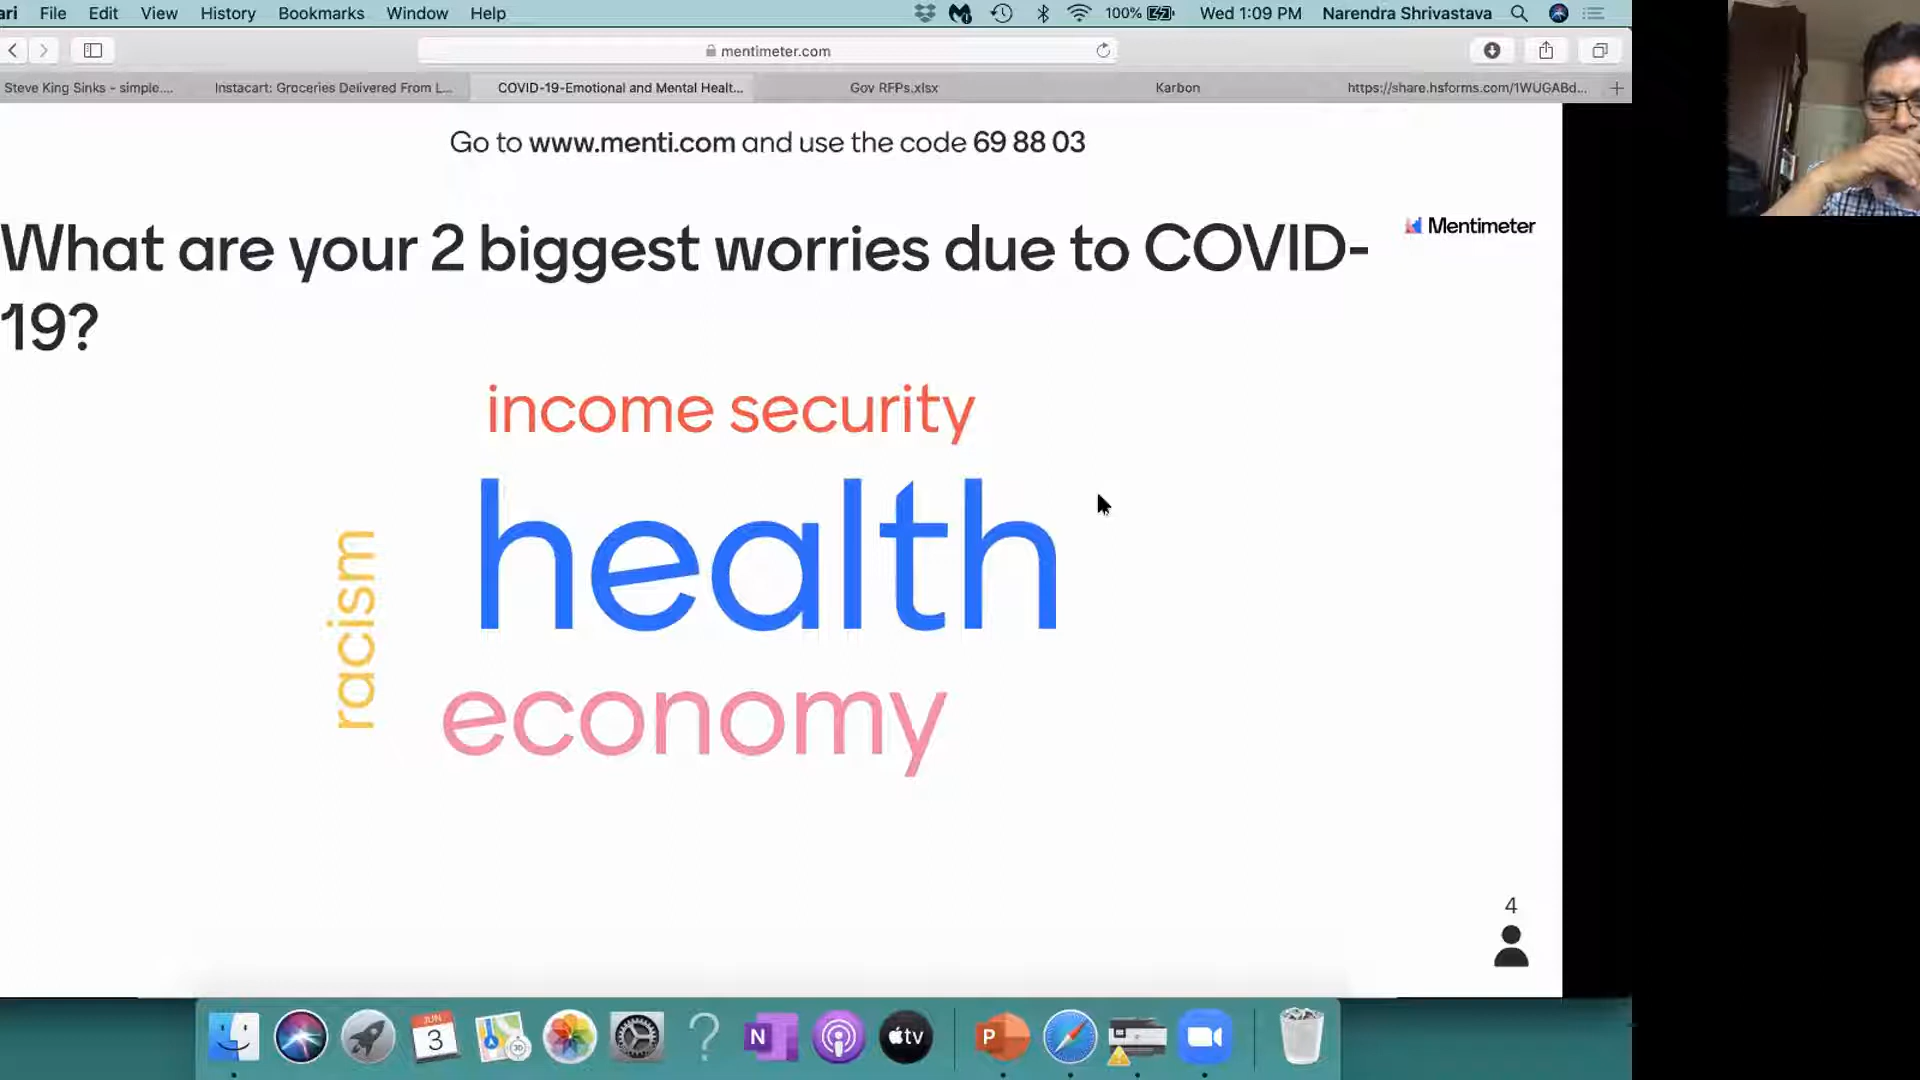 ari File Edit View History Bookmarks Window Help 100% Wed 1:09 PM Narendra Shrivastava
mentimeter.com
Steve King Sinks - simple.... Instacart: Groceries Delivered From L... COVID-19-Emotional and Mental Healt... Gov RFPs.xlsx Karbon https://share.hsforms.com/1WUGABd...
Go to www.menti.com and use the code 69 88 03
Mentimeter
What are your 2 biggest worries due to COVID-
19?
income security
health
racism
economy
4
JUN
3
3D
N
tv
P